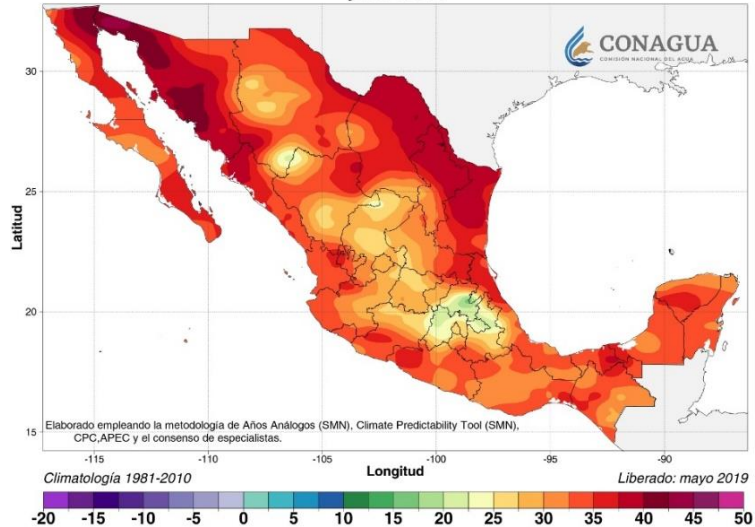 CONAGUA
COMISIÓN NACIONAL DEL AGUA
30
25
20
15
Latitud
Elaborado empleando la metodología de Años Análogos (SMN), Climate Predictability Tool (SMN),
CPC,APEC y el consenso de especialistas.
-115 -110 -105 -100 -95 -90
Longitud
Climatología 1981-2010 Liberado: mayo 2019
-20 -15 -10 -5 0 5 10 15 20 25 30 35 40 45 50